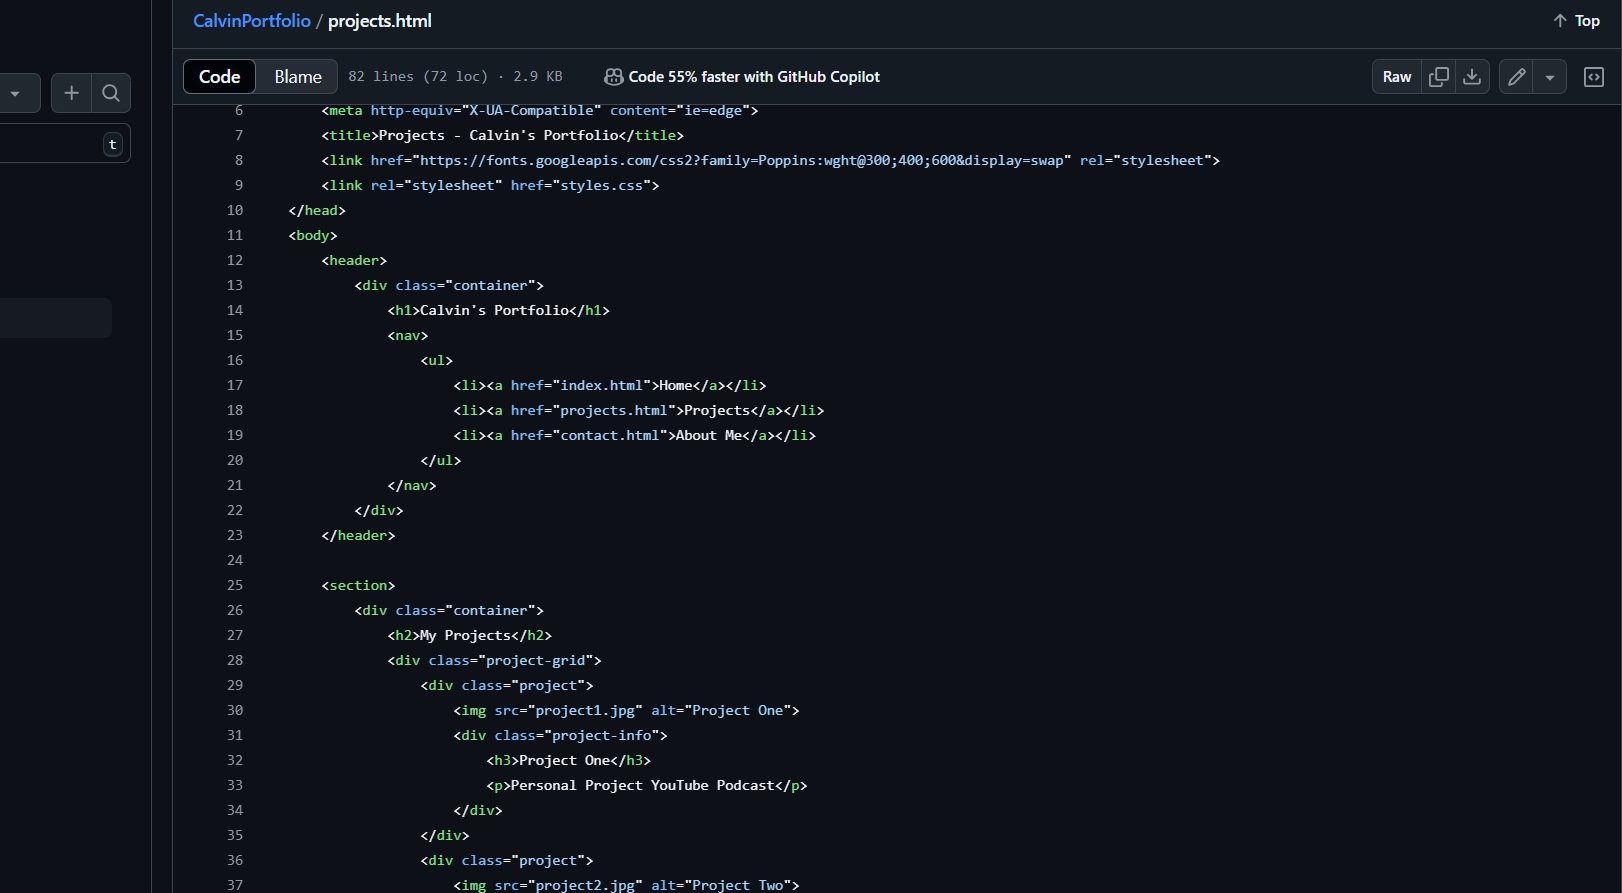 CalvinPortfolio / projects.html
Top
Code Blame 82 lines (72 loc) · 2.9 KB Code 55% faster with GitHub Copilot Raw
t
6 <meta http-equiv="X-UA-Compatible" content="ie=edge">
7 <title>Projects - Calvin's Portfolio</title>
8 <link href="https://fonts.googleapis.com/css2?family=Poppins:wght@300;400;600&display=swap" rel="stylesheet">
9 <link rel="stylesheet" href="styles.css">
10 </head>
11 <body>
12 <header>
13 <div class="container">
14 <h1>Calvin's Portfolio</h1>
15 <nav>
16 <ul>
17 <li><a href="index.html">Home</a></li>
18 <li><a href="projects.html">Projects</a></li>
19 <li><a href="contact.html">About Me</a></li>
20 </ul>
21 </nav>
22 </div>
23 </header>
24
25 <section>
26 <div class="container">
27 <h2>My Projects</h2>
28 <div class="project-grid">
29 <div class="project">
30 <img src="project1.jpg" alt="Project One">
31 <div class="project-info">
32 <h3>Project One</h3>
33 <p>Personal Project YouTube Podcast</p>
34 </div>
35 </div>
36 <div class="project">
37 <img src="project2.jpg" alt="Project Two">